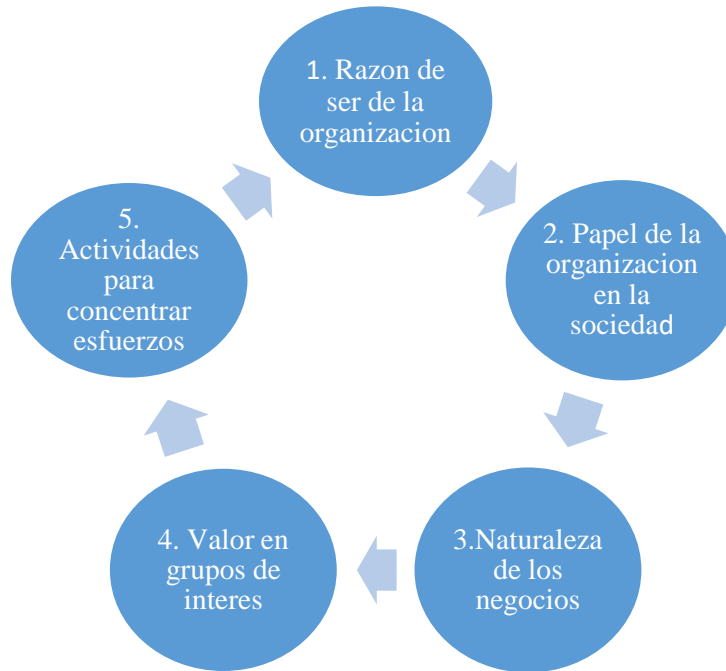 1. Razon de
ser de la
organizacion
2. Papel de la
organizacion
en la
sociedad
3.Naturaleza
de los
negocios
4. Valor en
grupos de
interes
5.
Actividades
para
concentrar
esfuerzos